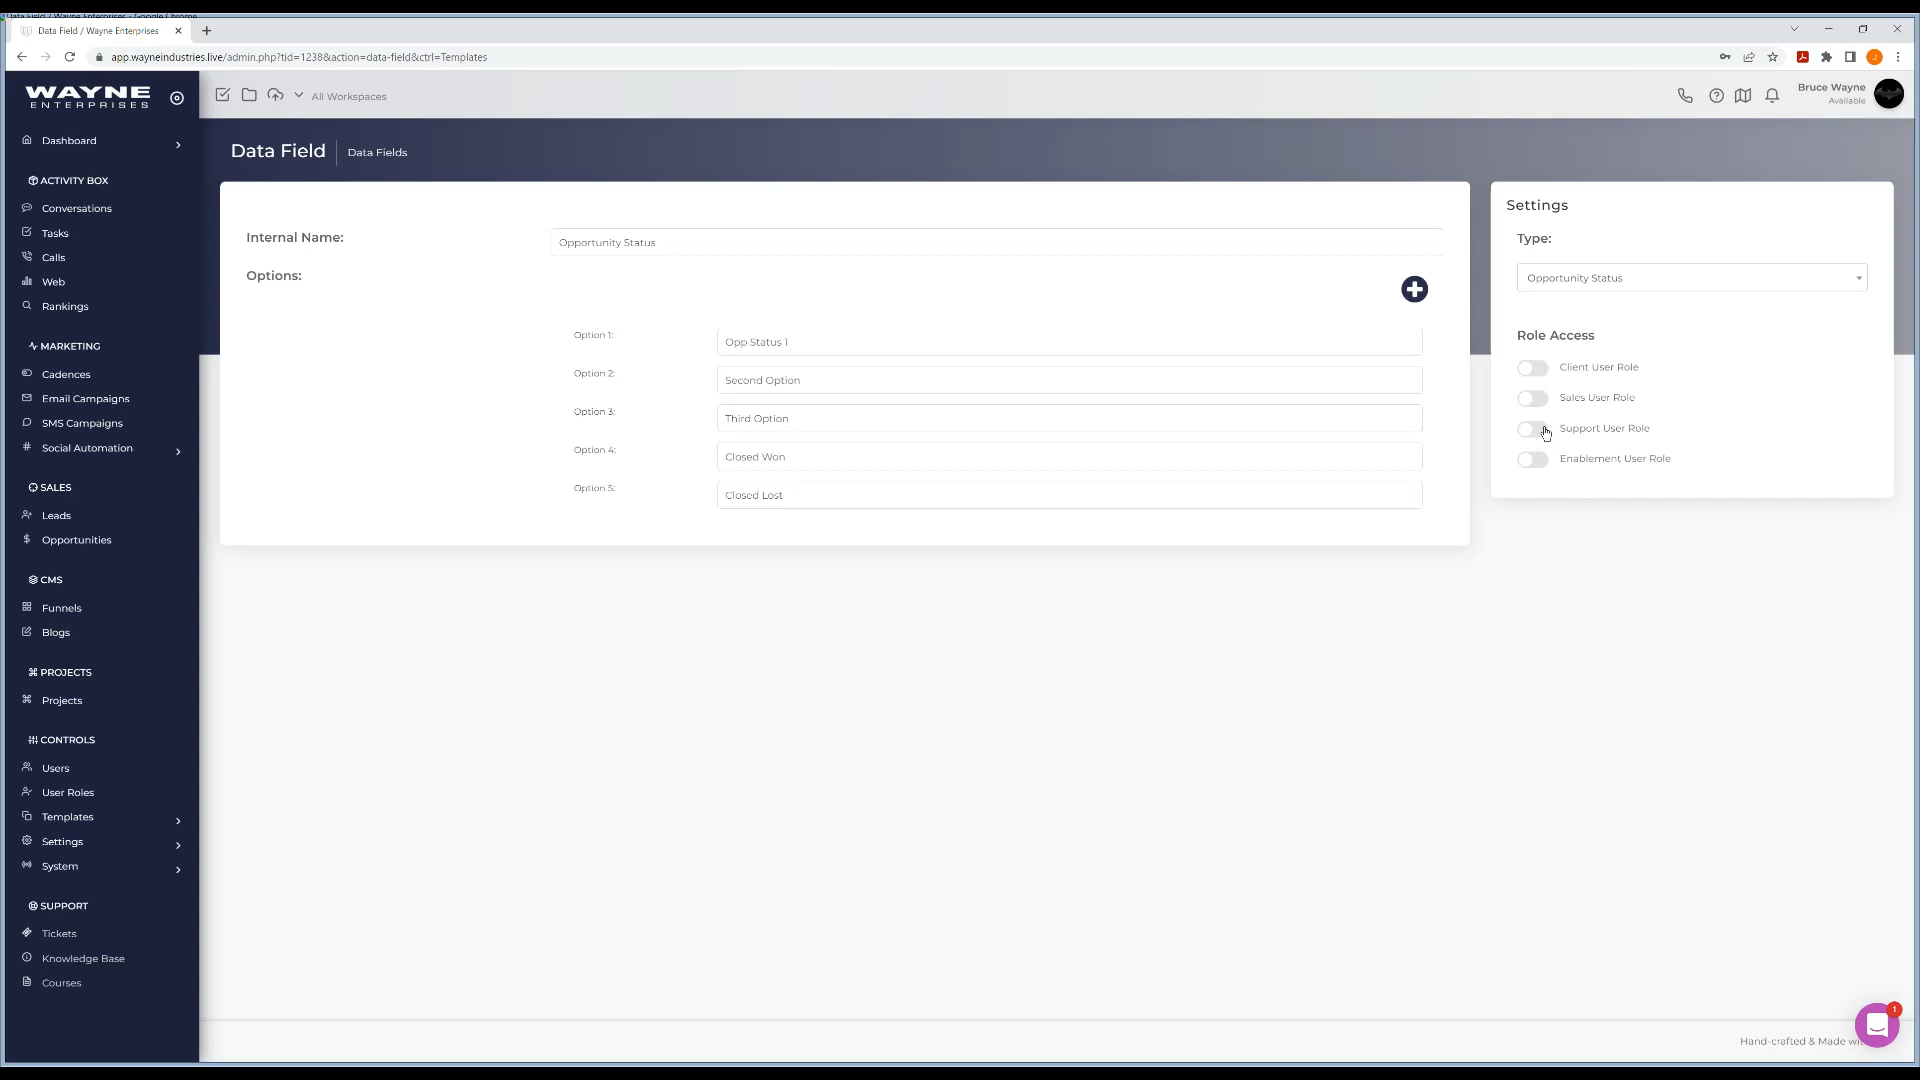 Data Field / Wayne Enterprises - Google Chrome
Data Field / Wayne Enterprises
app.wayneindustries.live/admin.php?tid=1238&action=data-field&ctrl=Templates
J
WAYNE
ENTERPRISES
All Workspaces
Bruce Wayne
Available
Dashboard
ACTIVITY BOX
Conversations
Tasks
Calls
Web
Rankings
MARKETING
Cadences
Email Campaigns
SMS Campaigns
Social Automation
SALES
Leads
Opportunities
CMS
Funnels
Blogs
PROJECTS
Projects
CONTROLS
Users
User Roles
Templates
Settings
System
SUPPORT
Tickets
Knowledge Base
Courses
Data Field
Data Fields
Internal Name:
Opportunity Status
Options:
Option 1:
Opp Status 1
Option 2:
Second Option
Option 3:
Third Option
Option 4:
Closed Won
Option 5:
Closed Lost
Settings
Type:
Opportunity Status
Role Access
Client User Role
Sales User Role
Support User Role
Enablement User Role
1
Hand-crafted & Made